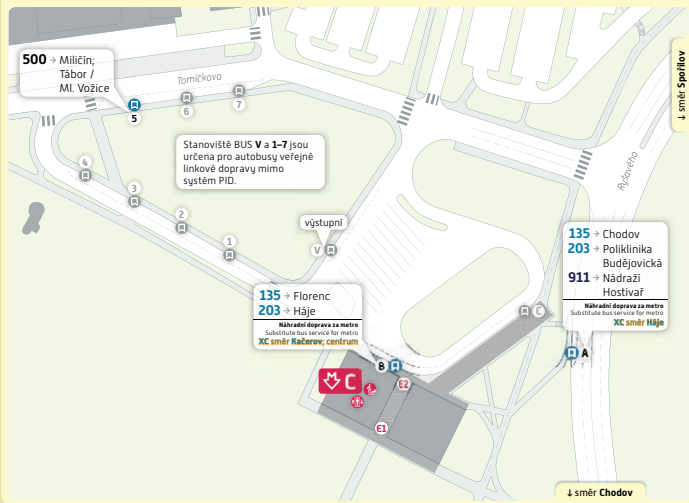 500 → Miličín;
Tábor /
Ml. Vožice
Tomíčkova
5
6
7
↓ směr Spořilov
Stanoviště BUS V a 1–7 jsou
určena pro autobusy veřejné
linkové dopravy mimo
systém PID.
Ryšavého
4
3
2
1
výstupní
V
135 → Chodov
203 → Poliklinika
Budějovická
911 → Nádraží
Hostivař
Náhradní doprava za metro
Substitute bus service for metro
XC směr Háje
135 → Florenc
203 → Háje
Náhradní doprava za metro
Substitute bus service for metro
XC směr Kačerov; centrum
C
A
B
C
E2
E1
↓ směr Chodov